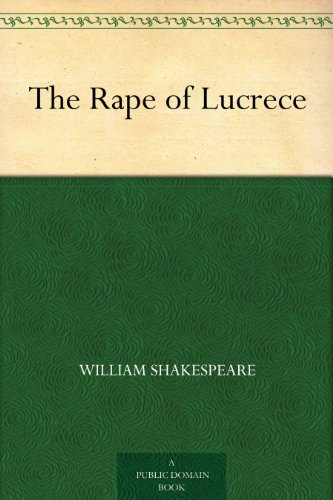 The Rape of Lucrece
WILLIAM SHAKESPEARE
A
PUBLIC DOMAIN
BOOK